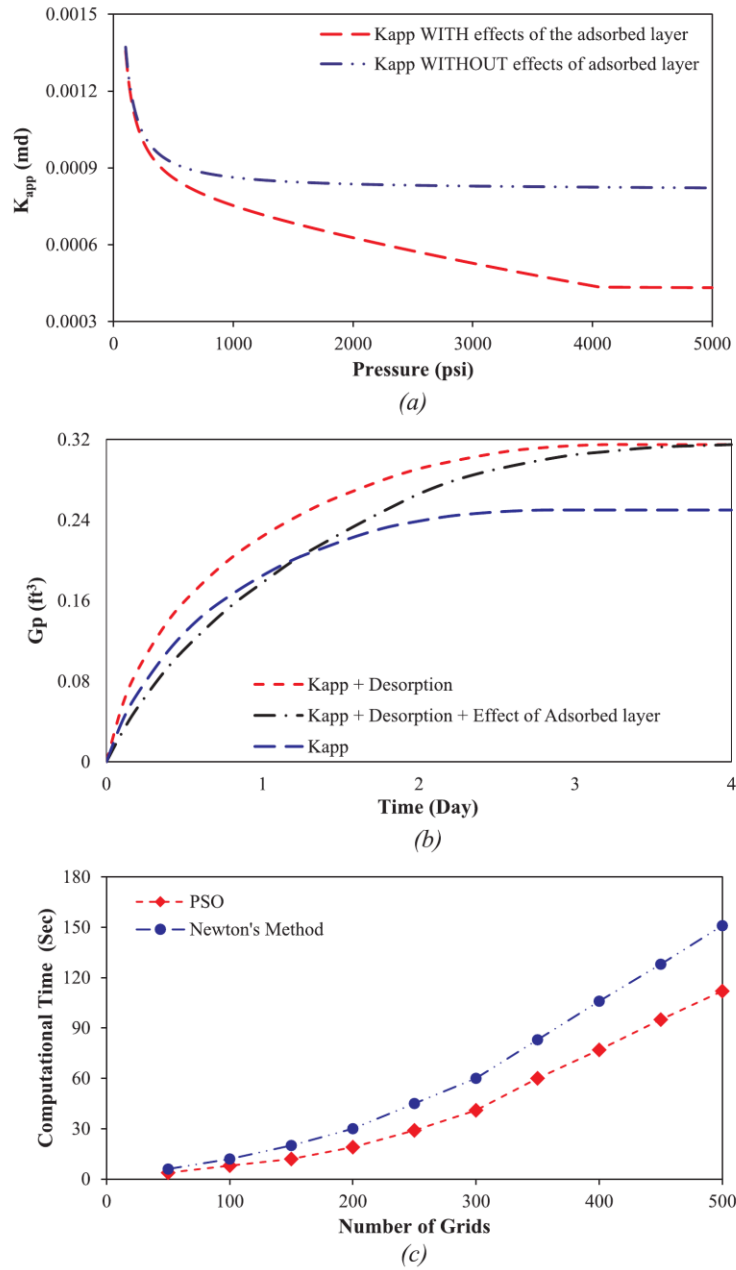 0.0015
0.0012
0.0009
0.0006
0.0003
K_app (md)
Kapp WITH effects of the adsorbed layer
Kapp WITHOUT effects of adsorbed layer
0 1000 2000 3000 4000 5000
Pressure (psi)
(a)
0.32
0.24
0.16
0.08
0
Gp (ft³)
Kapp + Desorption
Kapp + Desorption + Effect of Adsorbed layer
Kapp
0 1 2 3 4
Time (Day)
(b)
180
150
120
90
60
30
0
Computational Time (Sec)
PSO
Newton's Method
0 100 200 300 400 500
Number of Grids
(c)